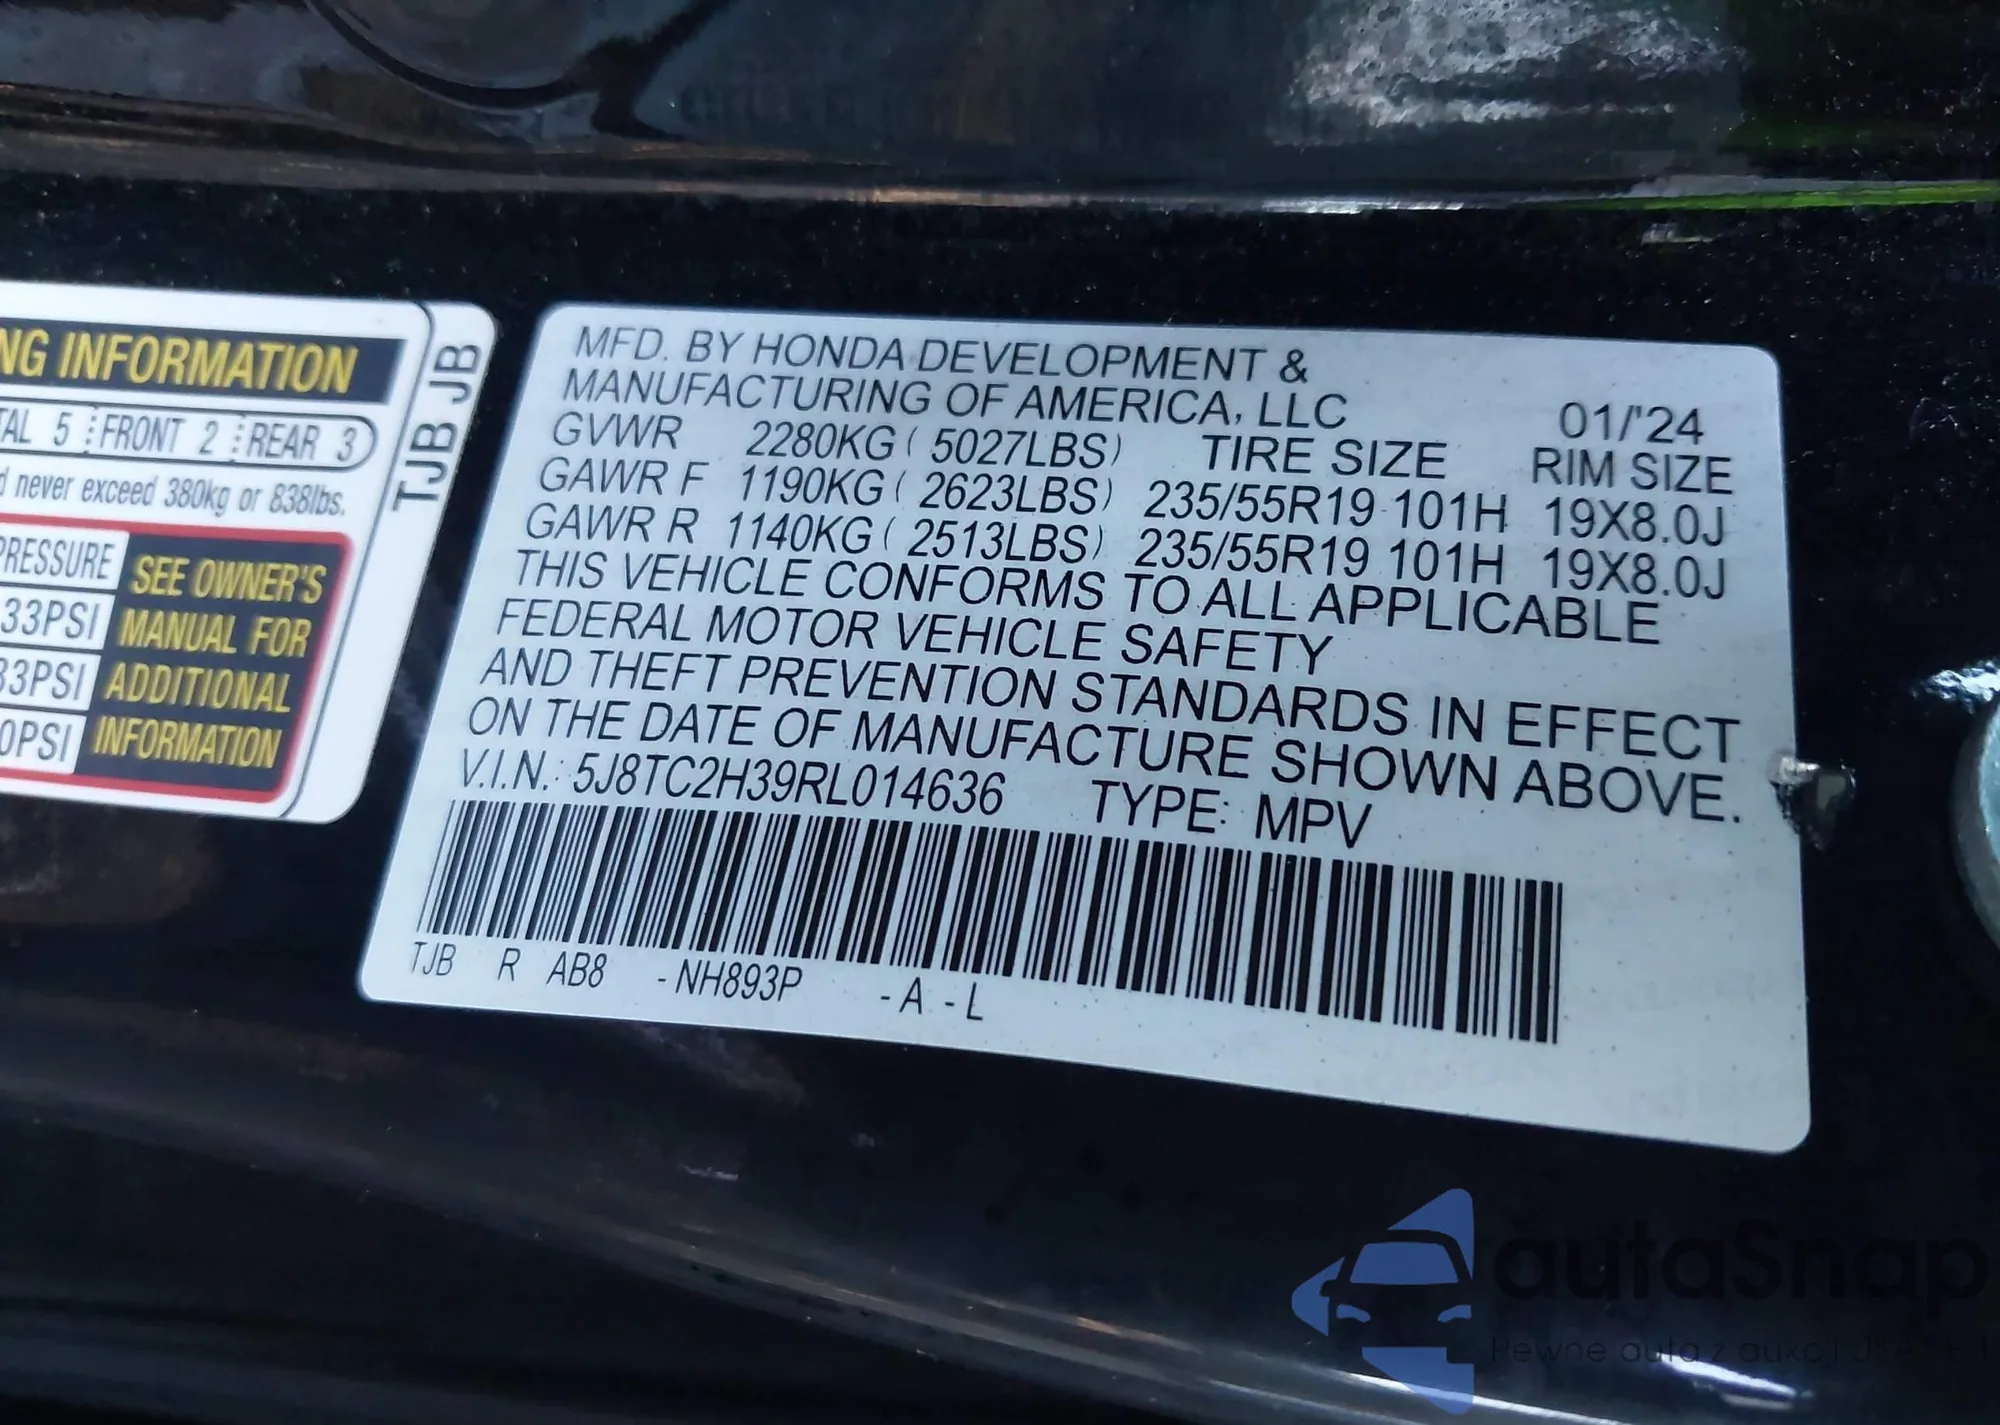 NG INFORMATION
TAL 5 FRONT 2 REAR 3
d never exceed 380kg or 838lbs.
PRESSURE
33PSI
33PSI
0PSI
SEE OWNER'S
MANUAL FOR
ADDITIONAL
INFORMATION
TJB JB
MFD. BY HONDA DEVELOPMENT &
MANUFACTURING OF AMERICA, LLC 01/'24
GVWR 2280KG ( 5027LBS) TIRE SIZE RIM SIZE
GAWR F 1190KG ( 2623LBS) 235/55R19 101H 19X8.0J
GAWR R 1140KG ( 2513LBS) 235/55R19 101H 19X8.0J
THIS VEHICLE CONFORMS TO ALL APPLICABLE
FEDERAL MOTOR VEHICLE SAFETY
AND THEFT PREVENTION STANDARDS IN EFFECT
ON THE DATE OF MANUFACTURE SHOWN ABOVE.
V.I.N.: 5J8TC2H39RL014636 TYPE: MPV
TJB R AB8 -NH893P -A -L
autoSnap
Pewne auta z aukcji